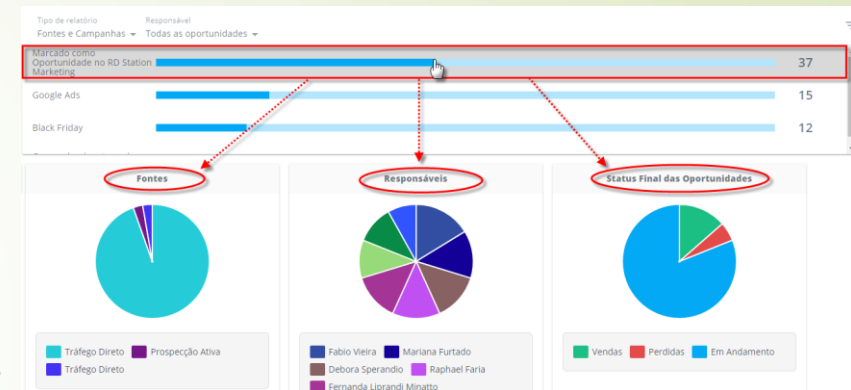 Tipo de relatório Responsável
Fontes e Campanhas Todas as oportunidades
Marcado como
Oportunidade no RD Station
Marketing
37
Google Ads 15
Black Friday 12
Fontes Responsáveis Status Final das Oportunidades
Tráfego Direto Prospecção Ativa
Tráfego Direto
Fabio Vieira Mariana Furtado
Debora Sperandio Raphael Faria
Fernanda Liprandi Minatto
Vendas Perdidas Em Andamento